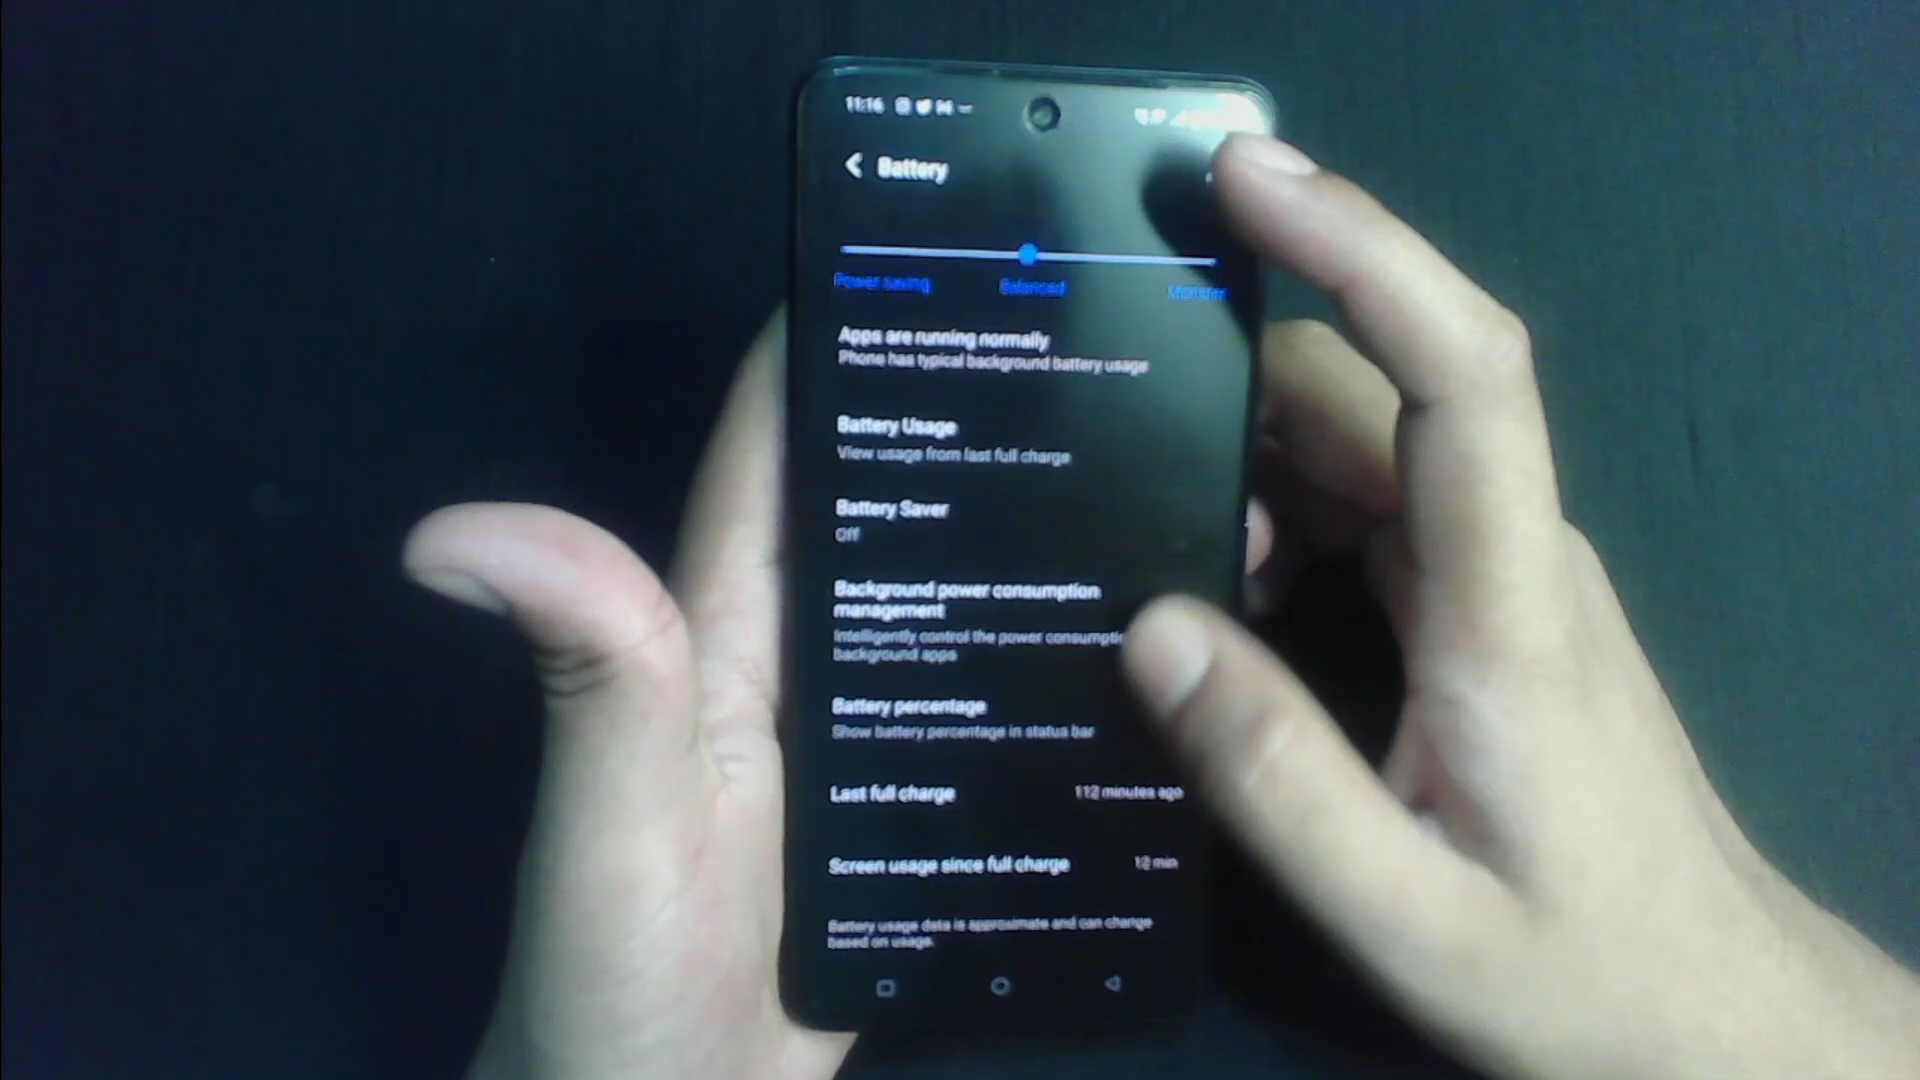 11:16
Battery
Power saving Balanced Monster
Apps are running normally
Phone has typical background battery usage
Battery Usage
View usage from last full charge
Battery Saver
Off
Background power consumption
management
Intelligently control the power
background apps
Battery percentage
Show battery percentage in status bar
Last full charge 112 minutes ago
Screen usage since full charge 12 min
Battery usage data is approximate and can change
based on usage.